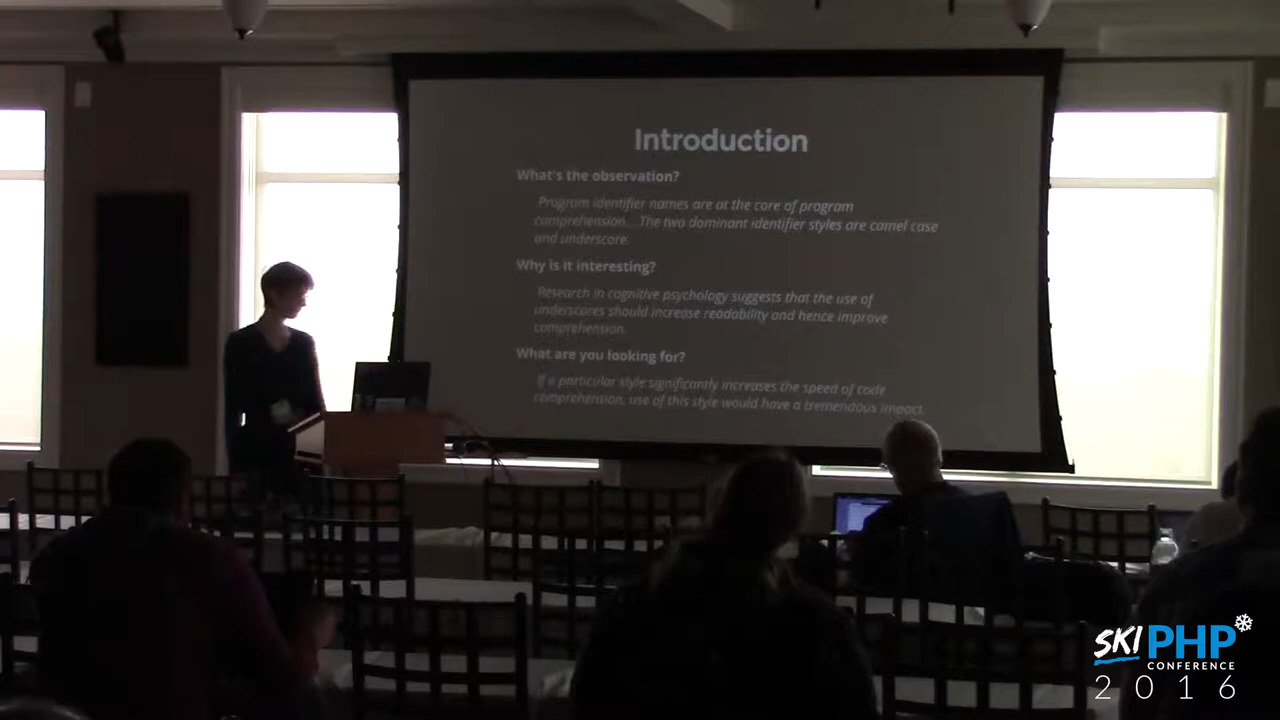 Introduction
What's the observation?
Program identifier names are at the core of program
comprehension... The two dominant identifier styles are camel case
and underscore.
Why is it interesting?
Research in cognitive psychology suggests that the use of
underscores should increase readability and hence improve
comprehension.
What are you looking for?
If a particular style significantly increases the speed of code
comprehension, use of this style would have a tremendous impact.
SKI PHP
CONFERENCE
2016